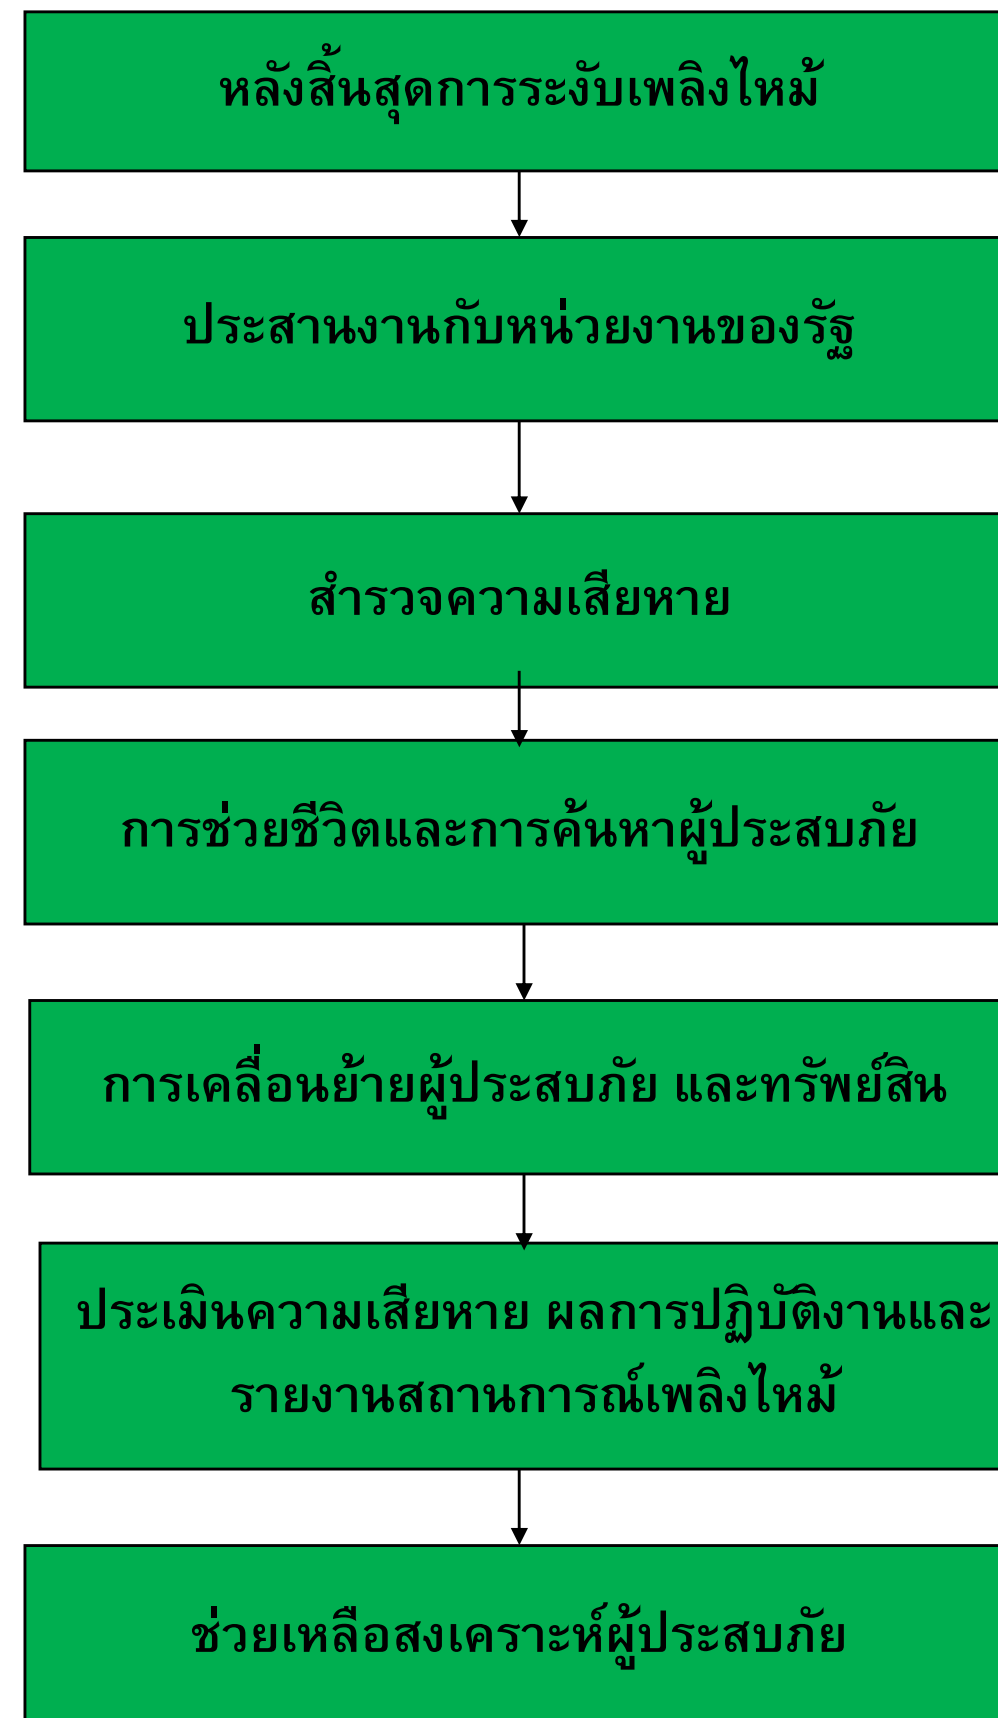 หลังสิ้นสุดการระงับเพลิงไหม้
ประสานงานกับหน่วยงานของรัฐ
สำรวจความเสียหาย
การช่วยชีวิตและการค้นหาผู้ประสบภัย
การเคลื่อนย้ายผู้ประสบภัย และทรัพย์สิน
ประเมินความเสียหาย ผลการปฏิบัติงานและ
รายงานสถานการณ์เพลิงไหม้
ช่วยเหลือสงเคราะห์ผู้ประสบภัย